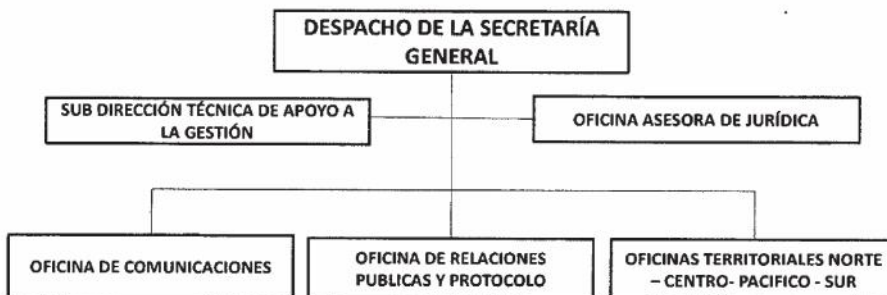 DESPACHO DE LA SECRETARÍA
GENERAL
SUB DIRECCIÓN TÉCNICA DE APOYO A
LA GESTIÓN
OFICINA ASESORA DE JURÍDICA
OFICINA DE COMUNICACIONES
OFICINA DE RELACIONES
PUBLICAS Y PROTOCOLO
OFICINAS TERRITORIALES NORTE
– CENTRO- PACIFICO - SUR